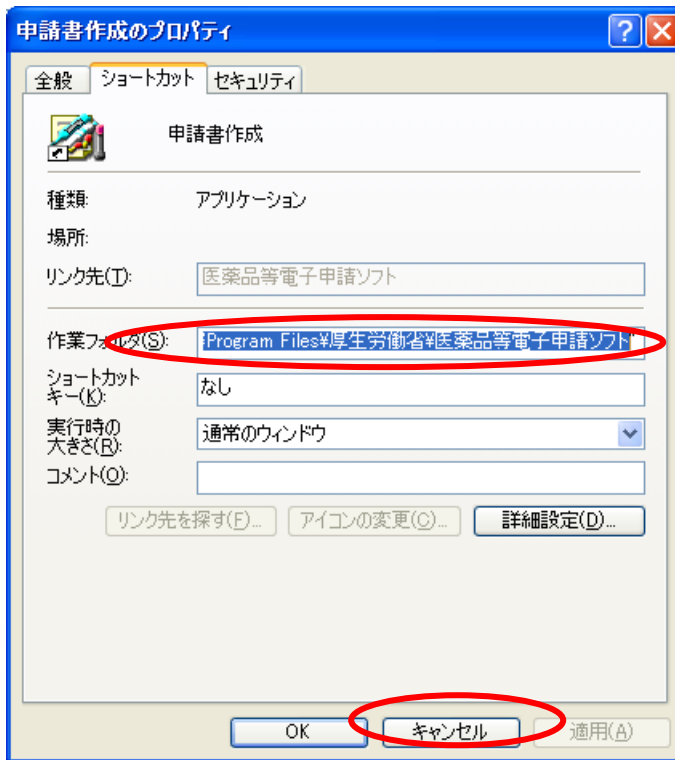 申請書作成のプロパティ
全般 ショートカット セキュリティ
申請書作成
種類: アプリケーション
場所:
リンク先(T): 医薬品等電子申請ソフト
作業フォルダ(S): Program Files¥厚生労働省¥医薬品等電子申請ソフト"
ショートカット
キー(K): なし
実行時の
大きさ(R): 通常のウィンドウ
コメント(O):
リンク先を探す(F)... アイコンの変更(C)... 詳細設定(D)...
OK キャンセル 適用(A)